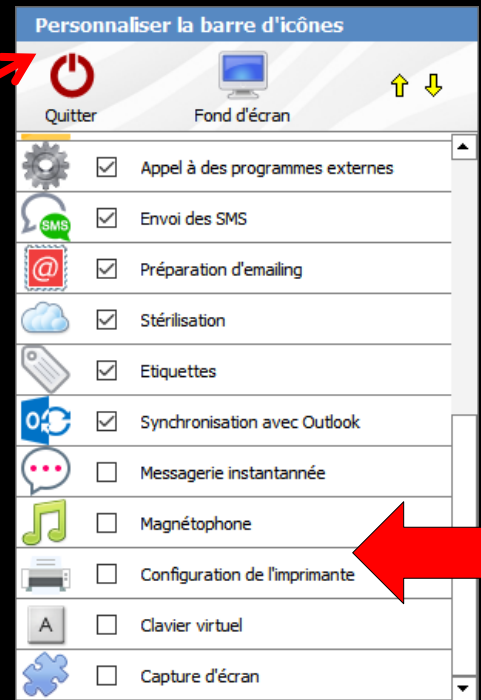 Personnaliser la barre d'icônes
Quitter
Fond d'écran
Appel à des programmes externes
SMS
Envoi des SMS
@
Préparation d'emailing
Stérilisation
Etiquettes
O
Synchronisation avec Outlook
Messagerie instantannée
Magnétophone
Configuration de l'imprimante
A
Clavier virtuel
Capture d'écran